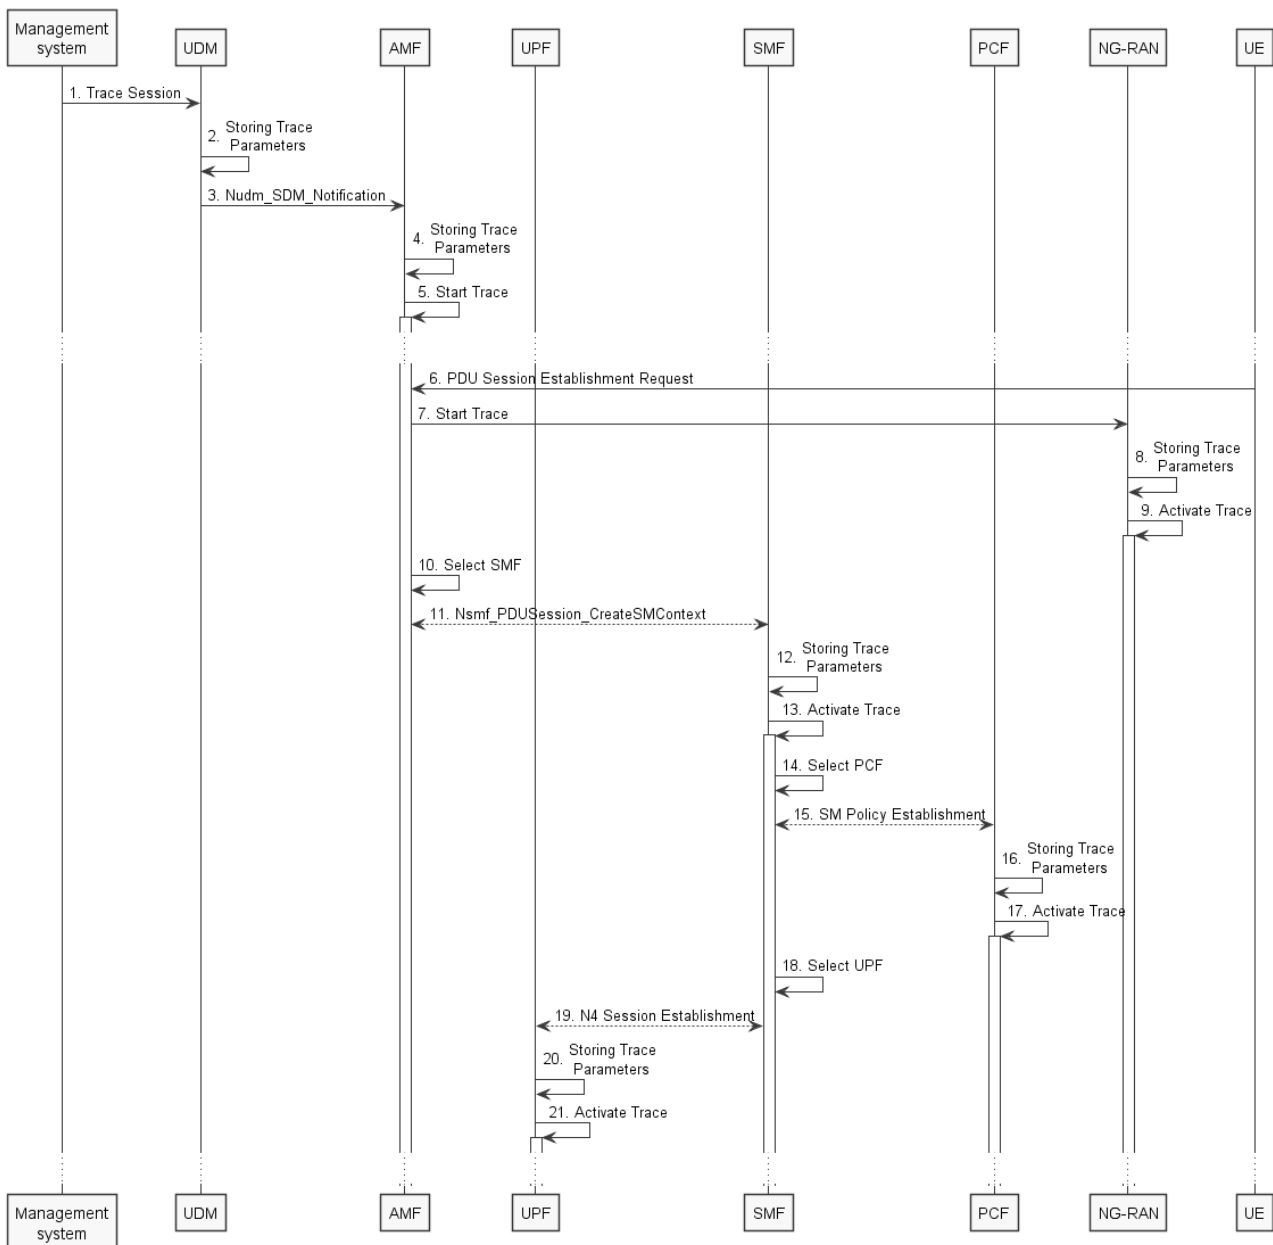 Management
system
UDM
AMF
UPF
SMF
PCF
NG-RAN
UE
1. Trace Session
2. Storing Trace
Parameters
3. Nudm_SDM_Notification
4. Storing Trace
Parameters
5. Start Trace
6. PDU Session Establishment Request
7. Start Trace
8. Storing Trace
Parameters
9. Activate Trace
10. Select SMF
11. Nsmf_PDUSession_CreateSMContext
12. Storing Trace
Parameters
13. Activate Trace
14. Select PCF
15. SM Policy Establishment
16. Storing Trace
Parameters
17. Activate Trace
18. Select UPF
19. N4 Session Establishment
20. Storing Trace
Parameters
21. Activate Trace
Management
system
UDM
AMF
UPF
SMF
PCF
NG-RAN
UE